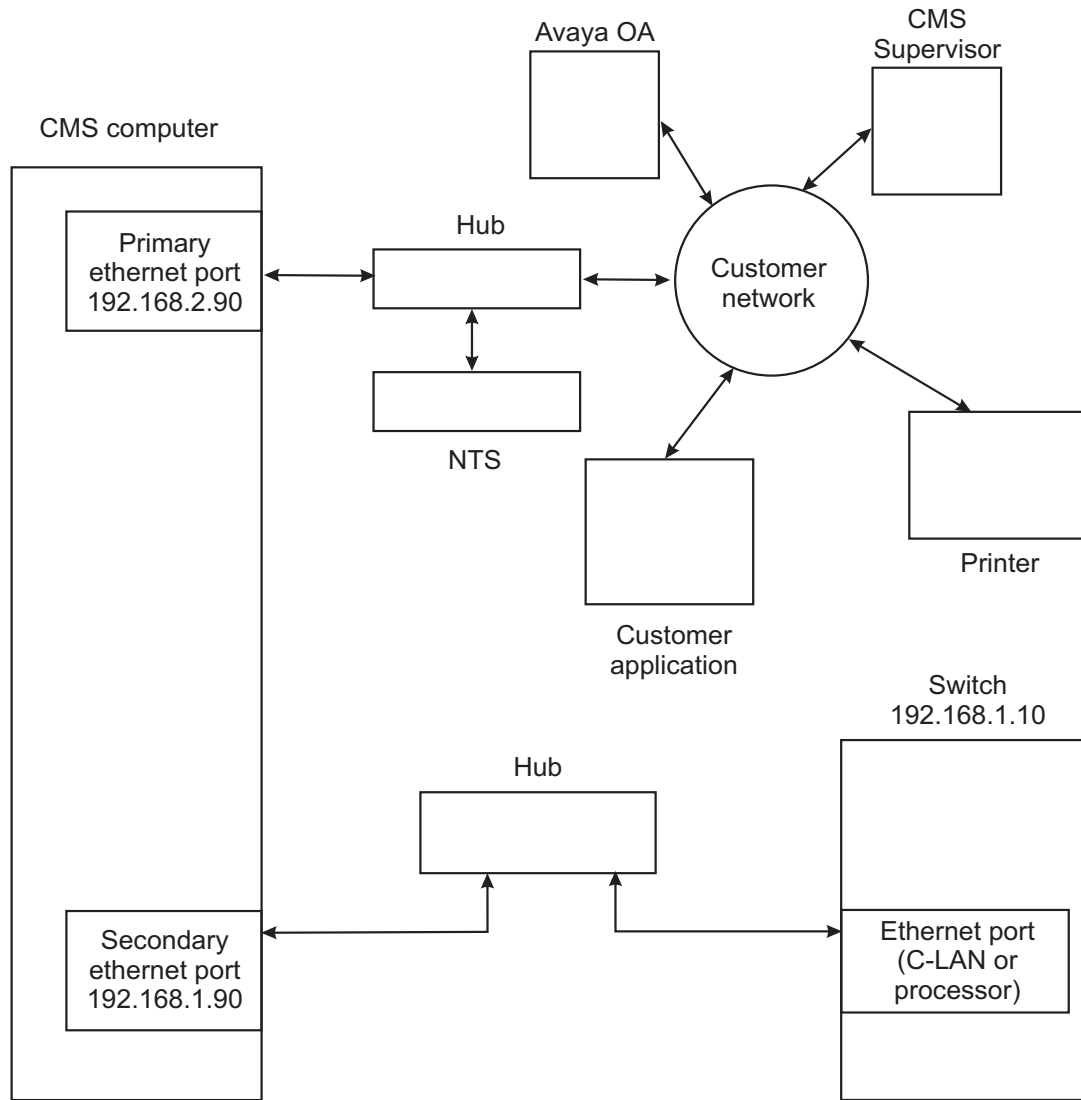 Avaya OA
CMS
Supervisor
CMS computer
Primary
ethernet port
192.168.2.90
Hub
Customer
network
NTS
Printer
Customer
application
Switch
192.168.1.10
Hub
Secondary
ethernet port
192.168.1.90
Ethernet port
(C-LAN or
processor)